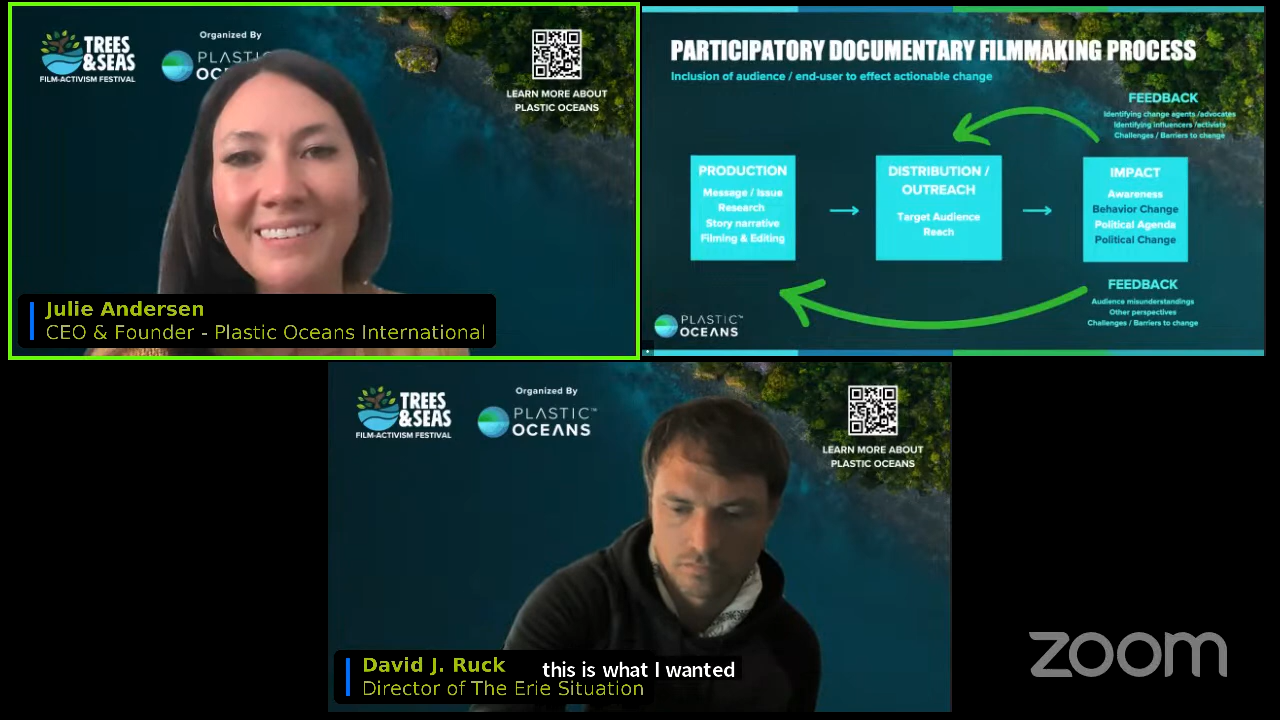 TREES
&SEAS
FILM-ACTIVISM FESTIVAL
Organized By
PLASTIC
LEARN MORE ABOUT
PLASTIC OCEANS
Julie Andersen
CEO & Founder - Plastic Oceans International
PARTICIPATORY DOCUMENTARY FILMMAKING PROCESS
Inclusion of audience / end-user to effect actionable change
FEEDBACK
Identifying change agents /advocates
Identifying influencers /activists
Challenges / Barriers to change
PRODUCTION
Message / Issue
Research
Story narrative
Filming & Editing
DISTRIBUTION /
OUTREACH
Target Audience
Reach
IMPACT
Awareness
Behavior Change
Political Agenda
Political Change
FEEDBACK
Audience misunderstandings
Other perspectives
Challenges / Barriers to change
PLASTIC™
OCEANS
TREES
&SEAS
FILM-ACTIVISM FESTIVAL
Organized By
PLASTIC™
OCEANS
LEARN MORE ABOUT
PLASTIC OCEANS
David J. Ruck
Director of The Erie Situation
this is what I wanted
zoom